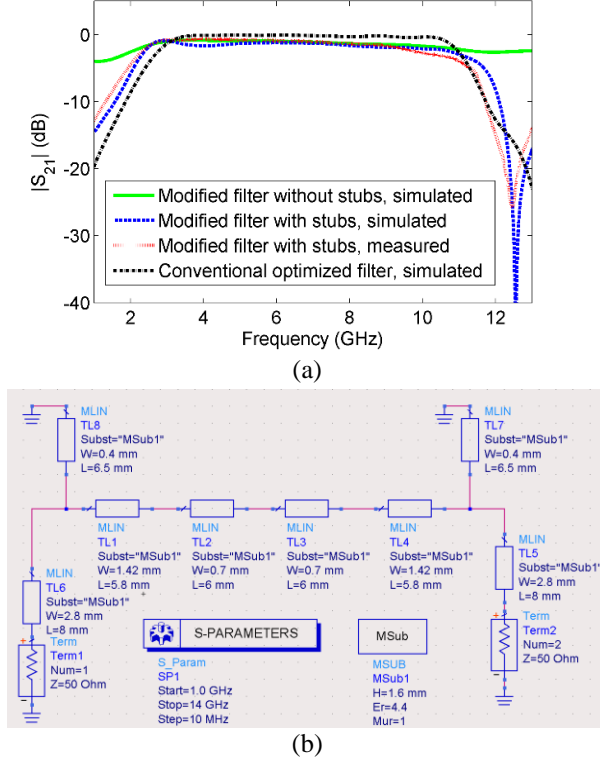 0
-10
-20
-30
-40
|S21| (dB)
Modified filter without stubs, simulated
Modified filter with stubs, simulated
Modified filter with stubs, measured
Conventional optimized filter, simulated
2 4 6 8 10 12
Frequency (GHz)
(a)
MLIN
TL8
Subst="MSub1"
W=0.4 mm
L=6.5 mm
MLIN
TL7
Subst="MSub1"
W=0.4 mm
L=6.5 mm
MLIN
TL1
Subst="MSub1"
W=1.42 mm
L=5.8 mm
MLIN
TL2
Subst="MSub1"
W=0.7 mm
L=6 mm
MLIN
TL3
Subst="MSub1"
W=0.7 mm
L=6 mm
MLIN
TL4
Subst="MSub1"
W=1.42 mm
L=5.8 mm
MLIN
TL6
Subst="MSub1"
W=2.8 mm
L=8 mm
MLIN
TL5
Subst="MSub1"
W=2.8 mm
L=8 mm
+
Term
Term1
Num=1
Z=50 Ohm
-
S-PARAMETERS
S_Param
SP1
Start=1.0 GHz
Stop=14 GHz
Step=10 MHz
MSub
MSUB
MSub1
H=1.6 mm
Er=4.4
Mur=1
+
Term
Term2
Num=2
Z=50 Ohm
-
(b)